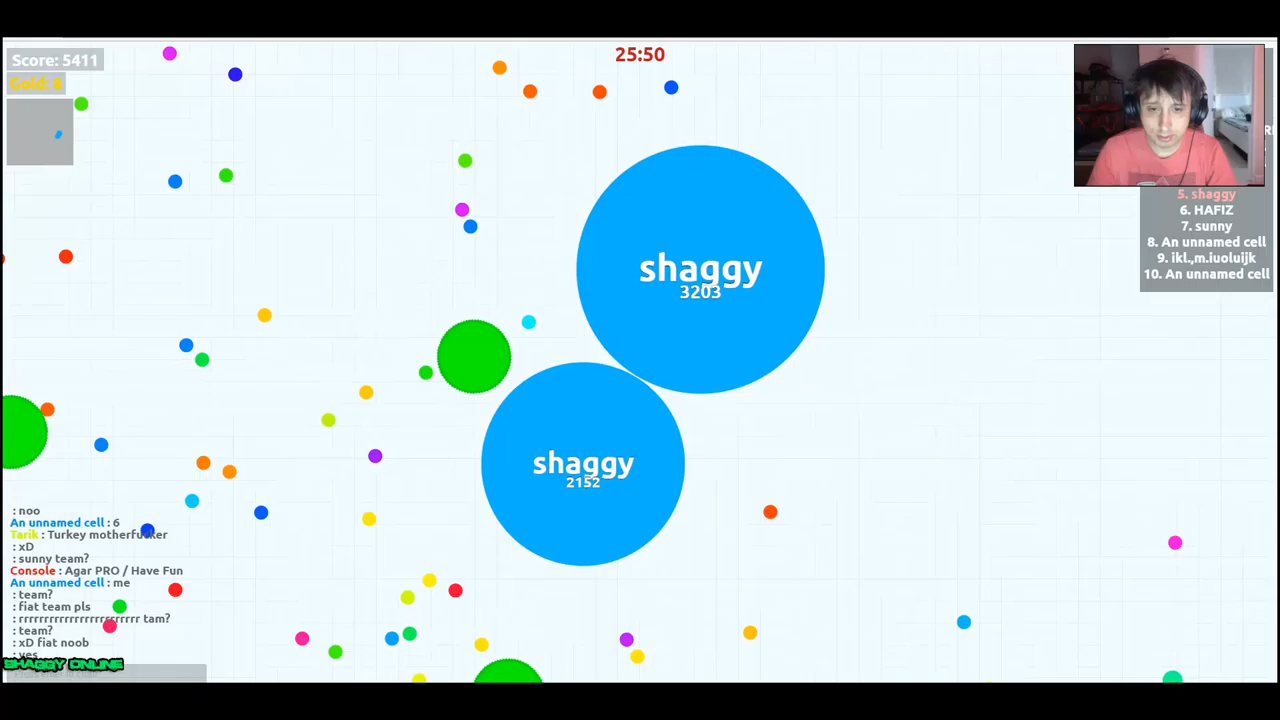 Score: 5411
Gold: 8
25:50
5. shaggy
6. HAFIZ
7. sunny
8. An unnamed cell
9. ikl.,m.iuoluijk
10. An unnamed cell
shaggy
3203
shaggy
2152
: noo
An unnamed cell : 6
Tarik : Turkey motherfucker
: xD
: sunny team?
Console : Agar PRO / Have Fun
An unnamed cell : me
: team?
: fiat team pls
: rrrrrrrrrrrrrrrrrrrrrrr tam?
: team?
: xD fiat noob
: yes
SHAGGY ONLINE